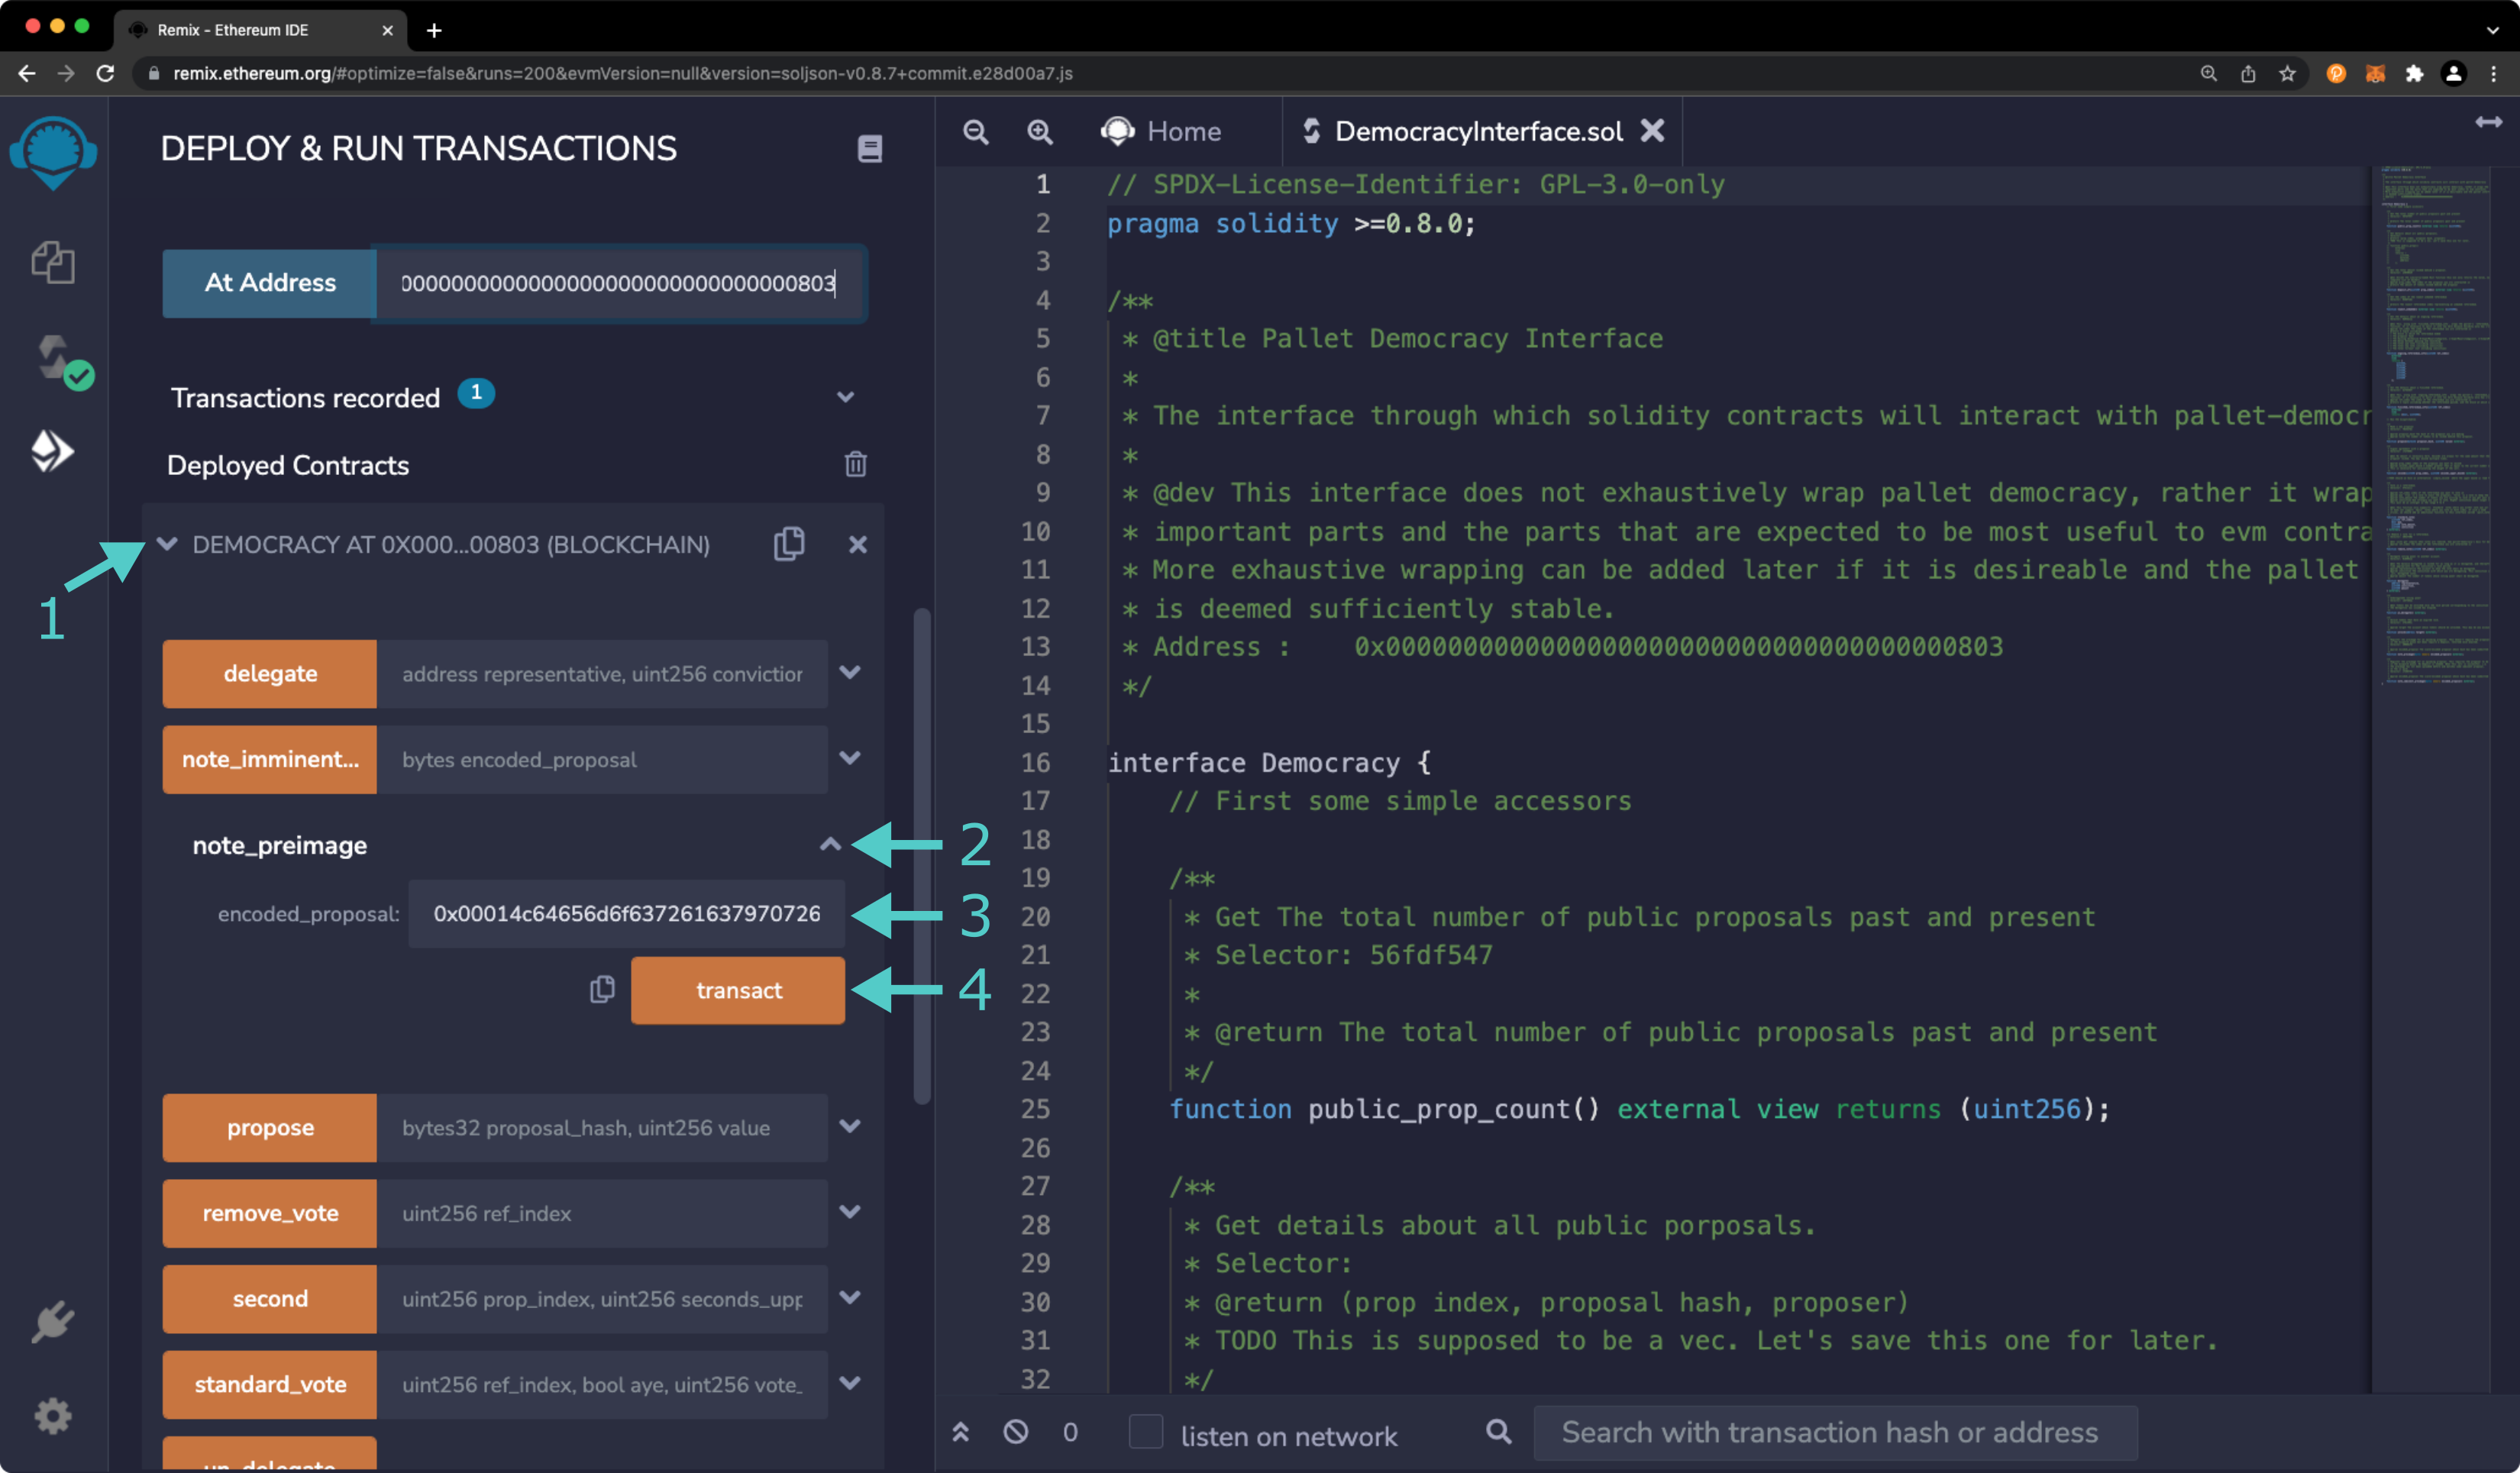 Remix - Ethereum IDE
remix.ethereum.org/#optimize=false&runs=200&evmVersion=null&version=soljson-v0.8.7+commit.e28d00a7.js
DEPLOY & RUN TRANSACTIONS
At Address
Transactions recorded 1
Deployed Contracts
DEMOCRACY AT 0X000...00803 (BLOCKCHAIN)
1
delegate address representative, uint256 conviction
note_imminent... bytes encoded_proposal
note_preimage
2
encoded_proposal: 0x00014c64656d6f637261637970726
3
transact
4
propose bytes32 proposal_hash, uint256 value
remove_vote uint256 ref_index
second uint256 prop_index, uint256 seconds_upp
standard_vote uint256 ref_index, bool aye, uint256 vote_
un_delegate
Home
DemocracyInterface.sol
1 // SPDX-License-Identifier: GPL-3.0-only
2 pragma solidity >=0.8.0;
3
4 /**
5 * @title Pallet Democracy Interface
6 *
7 * The interface through which solidity contracts will interact with pallet-democr
8 *
9 * @dev This interface does not exhaustively wrap pallet democracy, rather it wrap
10 * important parts and the parts that are expected to be most useful to evm contra
11 * More exhaustive wrapping can be added later if it is desireable and the pallet
12 * is deemed sufficiently stable.
13 * Address : 0x0000000000000000000000000000000000000803
14 */
15
16 interface Democracy {
17 // First some simple accessors
18
19 /**
20 * Get The total number of public proposals past and present
21 * Selector: 56fdf547
22 *
23 * @return The total number of public proposals past and present
24 */
25 function public_prop_count() external view returns (uint256);
26
27 /**
28 * Get details about all public porposals.
29 * Selector:
30 * @return (prop index, proposal hash, proposer)
31 * TODO This is supposed to be a vec. Let's save this one for later.
32 */
0
listen on network
Search with transaction hash or address